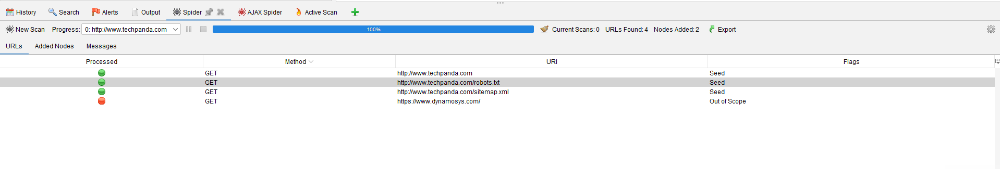 History Search Alerts Output Spider AJAX Spider Active Scan
New Scan Progress: 0: http://www.techpanda.com 100% Current Scans: 0 URLs Found: 4 Nodes Added: 2 Export
URLs Added Nodes Messages
Processed Method URI Flags
GET http://www.techpanda.com Seed
GET http://www.techpanda.com/robots.txt Seed
GET http://www.techpanda.com/sitemap.xml Seed
GET https://www.dynamosys.com/ Out of Scope